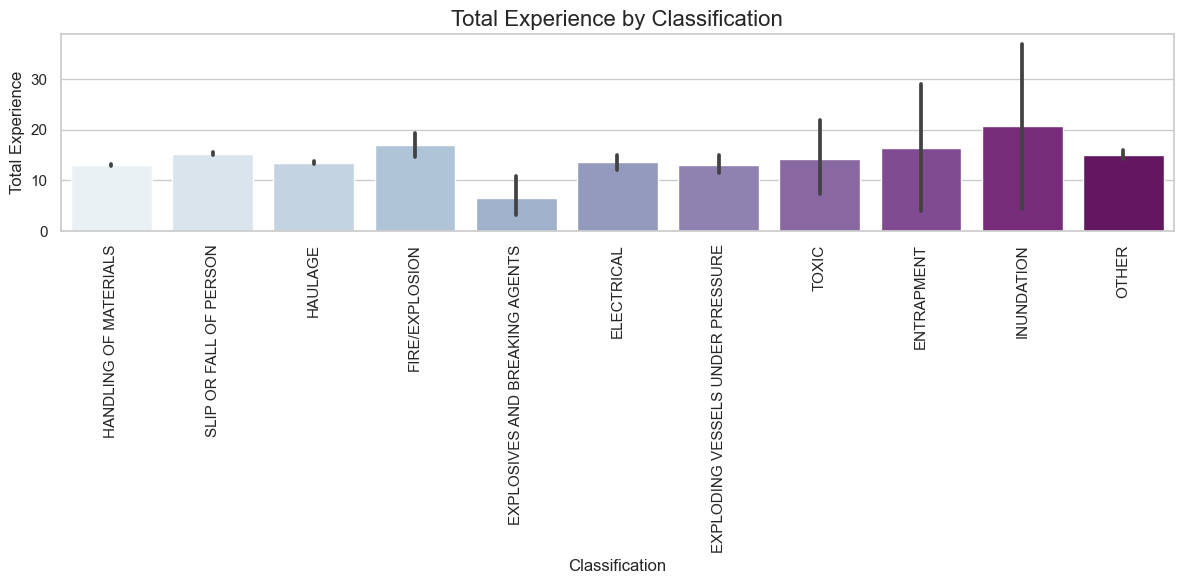 Total Experience by Classification
Total Experience
30
20
10
0
HANDLING OF MATERIALS
SLIP OR FALL OF PERSON
HAULAGE
FIRE/EXPLOSION
EXPLOSIVES AND BREAKING AGENTS
ELECTRICAL
EXPLODING VESSELS UNDER PRESSURE
TOXIC
ENTRAPMENT
INUNDATION
OTHER
Classification